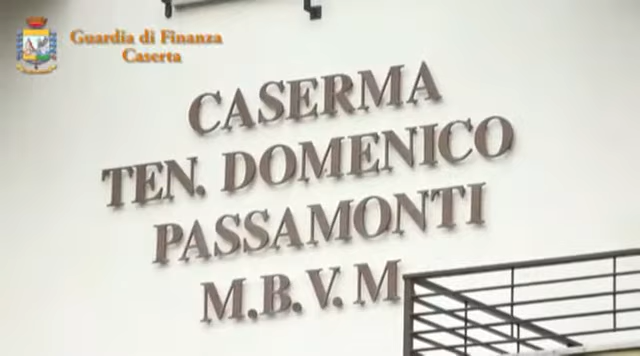 Guardia di Finanza
Caserta
CASERMA
TEN. DOMENICO
PASSAMONTI
M.B.V.M.